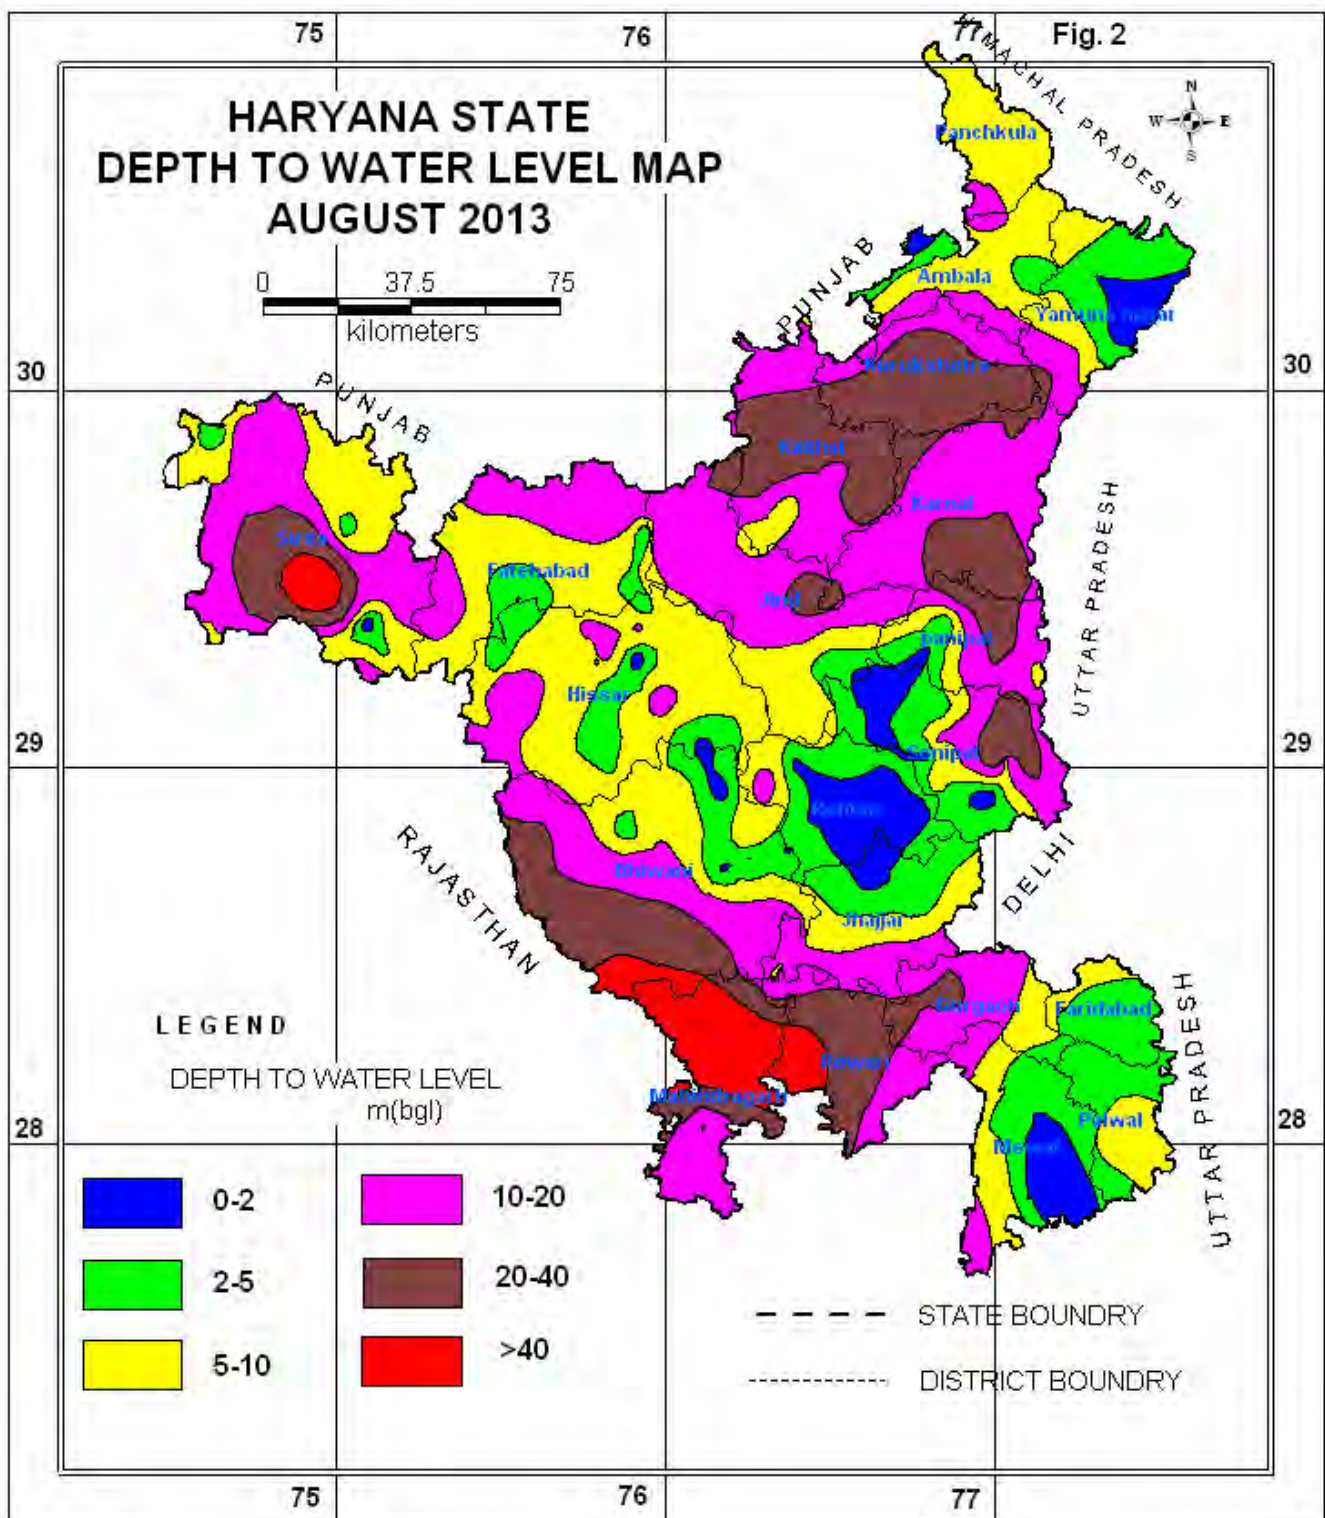 75
76
77
Fig. 2
HARYANA STATE
DEPTH TO WATER LEVEL MAP
AUGUST 2013
0 37.5 75
kilometers
N
W E
S
HIMACHAL PRADESH
Panchkula
PUNJAB
Ambala
Yamuna nagar
30
30
Kurukshetra
PUNJAB
Kaithal
Karnal
Sirsa
Fatehabad
Jind
UTTAR PRADESH
panipat
Hissar
29
29
Sonipat
Rohtak
RAJASTHAN
Bhiwani
DELHI
Jhajjar
Gurgaon
Faridabad
UTTAR PRADESH
Rewari
Mahindragarh
Palwal
Mewat
28
28
LEGEND
DEPTH TO WATER LEVEL
m(bgl)
0-2
10-20
2-5
20-40
5-10
>40
STATE BOUNDRY
DISTRICT BOUNDRY
75
76
77